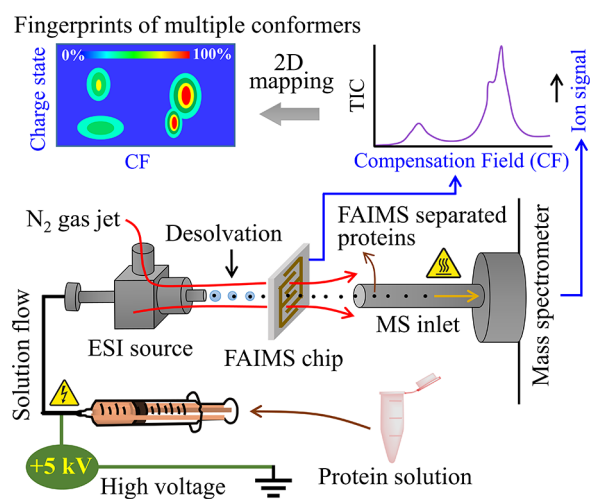 Fingerprints of multiple conformers
0%
100%
Charge state
CF
2D
mapping
TIC
Compensation Field (CF)
Ion signal
N₂ gas jet
Desolvation
FAIMS separated
proteins
ESI source
FAIMS chip
MS inlet
Mass spectrometer
Solution flow
+5 kV
High voltage
Protein solution